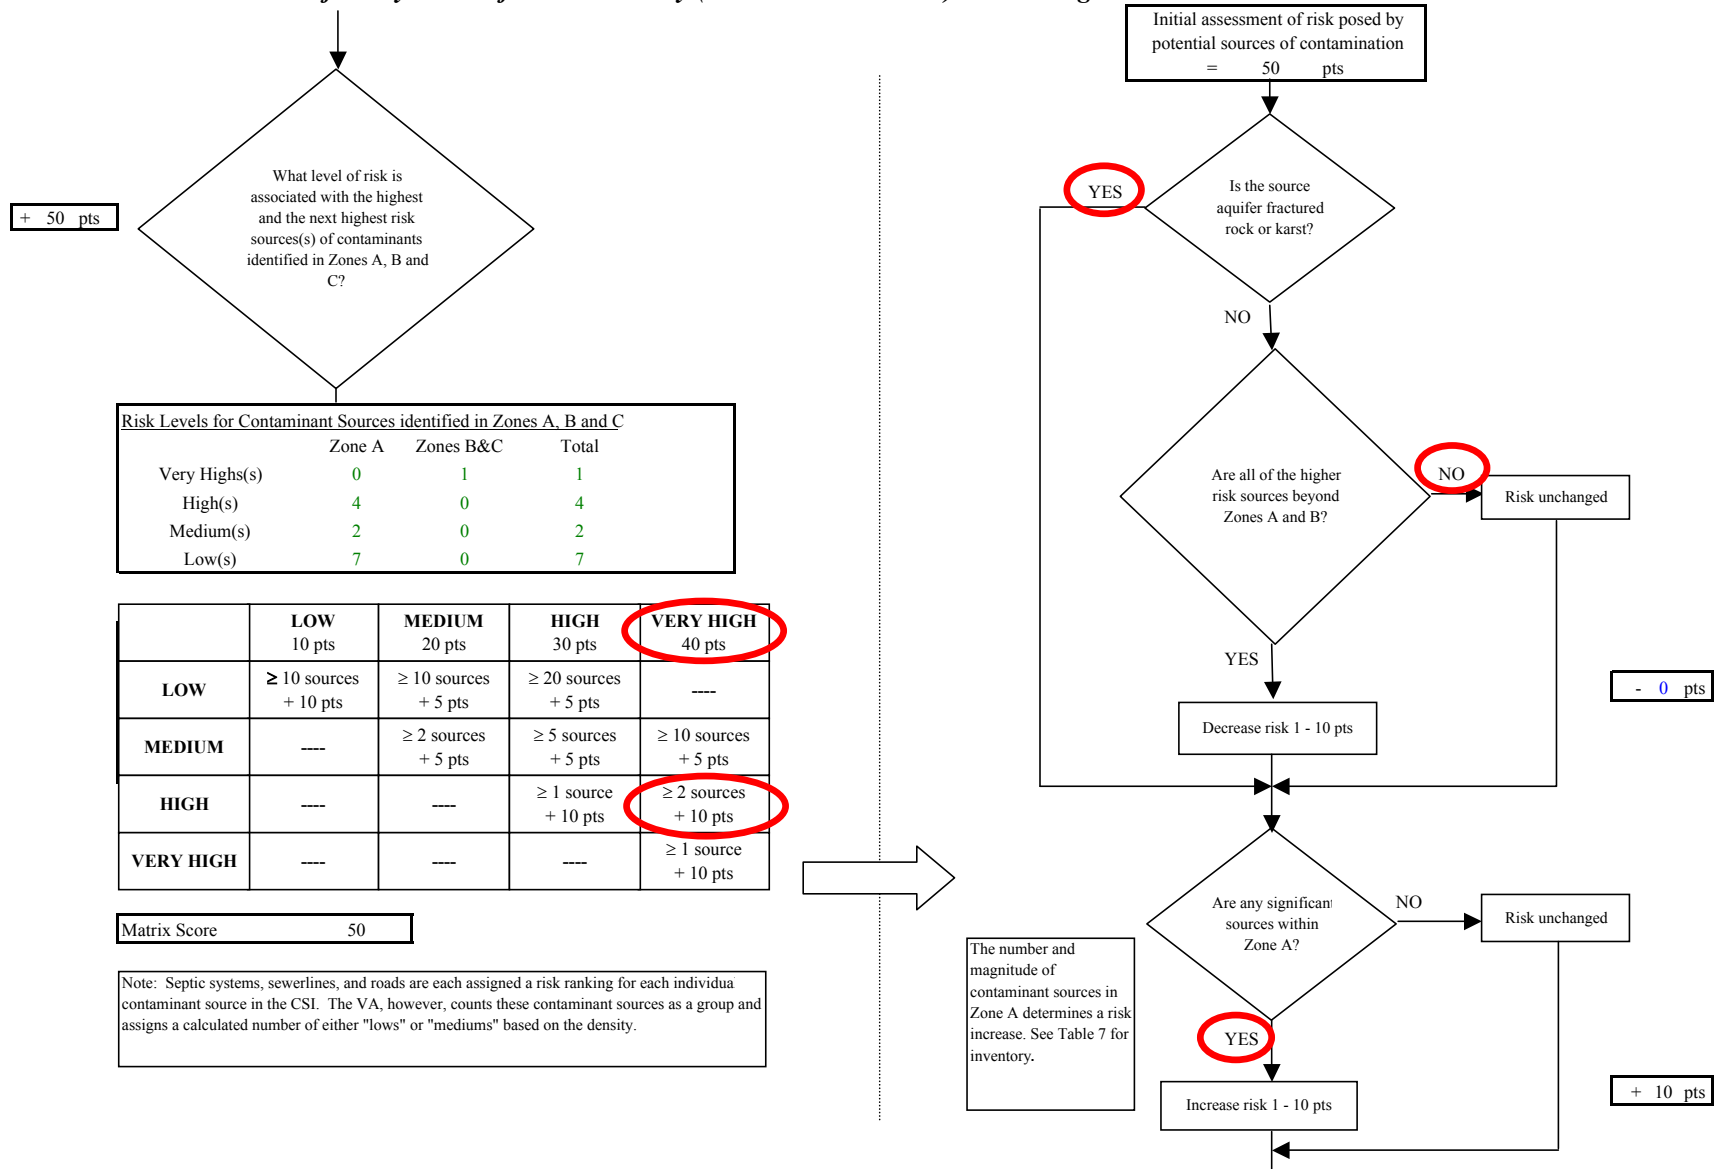 + 50 pts
What level of risk is
associated with the highest
and the next highest risk
sources(s) of contaminants
identified in Zones A, B and
C?
Risk Levels for Contaminant Sources identified in Zones A, B and C
Zone A Zones B&C Total
Very Highs(s) 0 1 1
High(s) 4 0 4
Medium(s) 2 0 2
Low(s) 7 0 7
LOW MEDIUM HIGH VERY HIGH
10 pts 20 pts 30 pts 40 pts
LOW ≥ 10 sources ≥ 10 sources ≥ 20 sources ----
+ 10 pts + 5 pts + 5 pts
MEDIUM ---- ≥ 2 sources ≥ 5 sources ≥ 10 sources
+ 5 pts + 5 pts + 5 pts
HIGH ---- ---- ≥ 1 source ≥ 2 sources
+ 10 pts + 10 pts
VERY HIGH ---- ---- ---- ≥ 1 source
+ 10 pts
Matrix Score 50
Note: Septic systems, sewerlines, and roads are each assigned a risk ranking for each individua
contaminant source in the CSI. The VA, however, counts these contaminant sources as a group and
assigns a calculated number of either "lows" or "mediums" based on the density.
Initial assessment of risk posed by
potential sources of contamination
= 50 pts
YES
Is the source
aquifer fractured
rock or karst?
NO
Are all of the higher
risk sources beyond
Zones A and B?
NO
Risk unchanged
YES
- 0 pts
Decrease risk 1 - 10 pts
Are any significant
sources within
Zone A?
NO
Risk unchanged
The number and
magnitude of
contaminant sources in
Zone A determines a risk
increase. See Table 7 for
inventory.
YES
+ 10 pts
Increase risk 1 - 10 pts